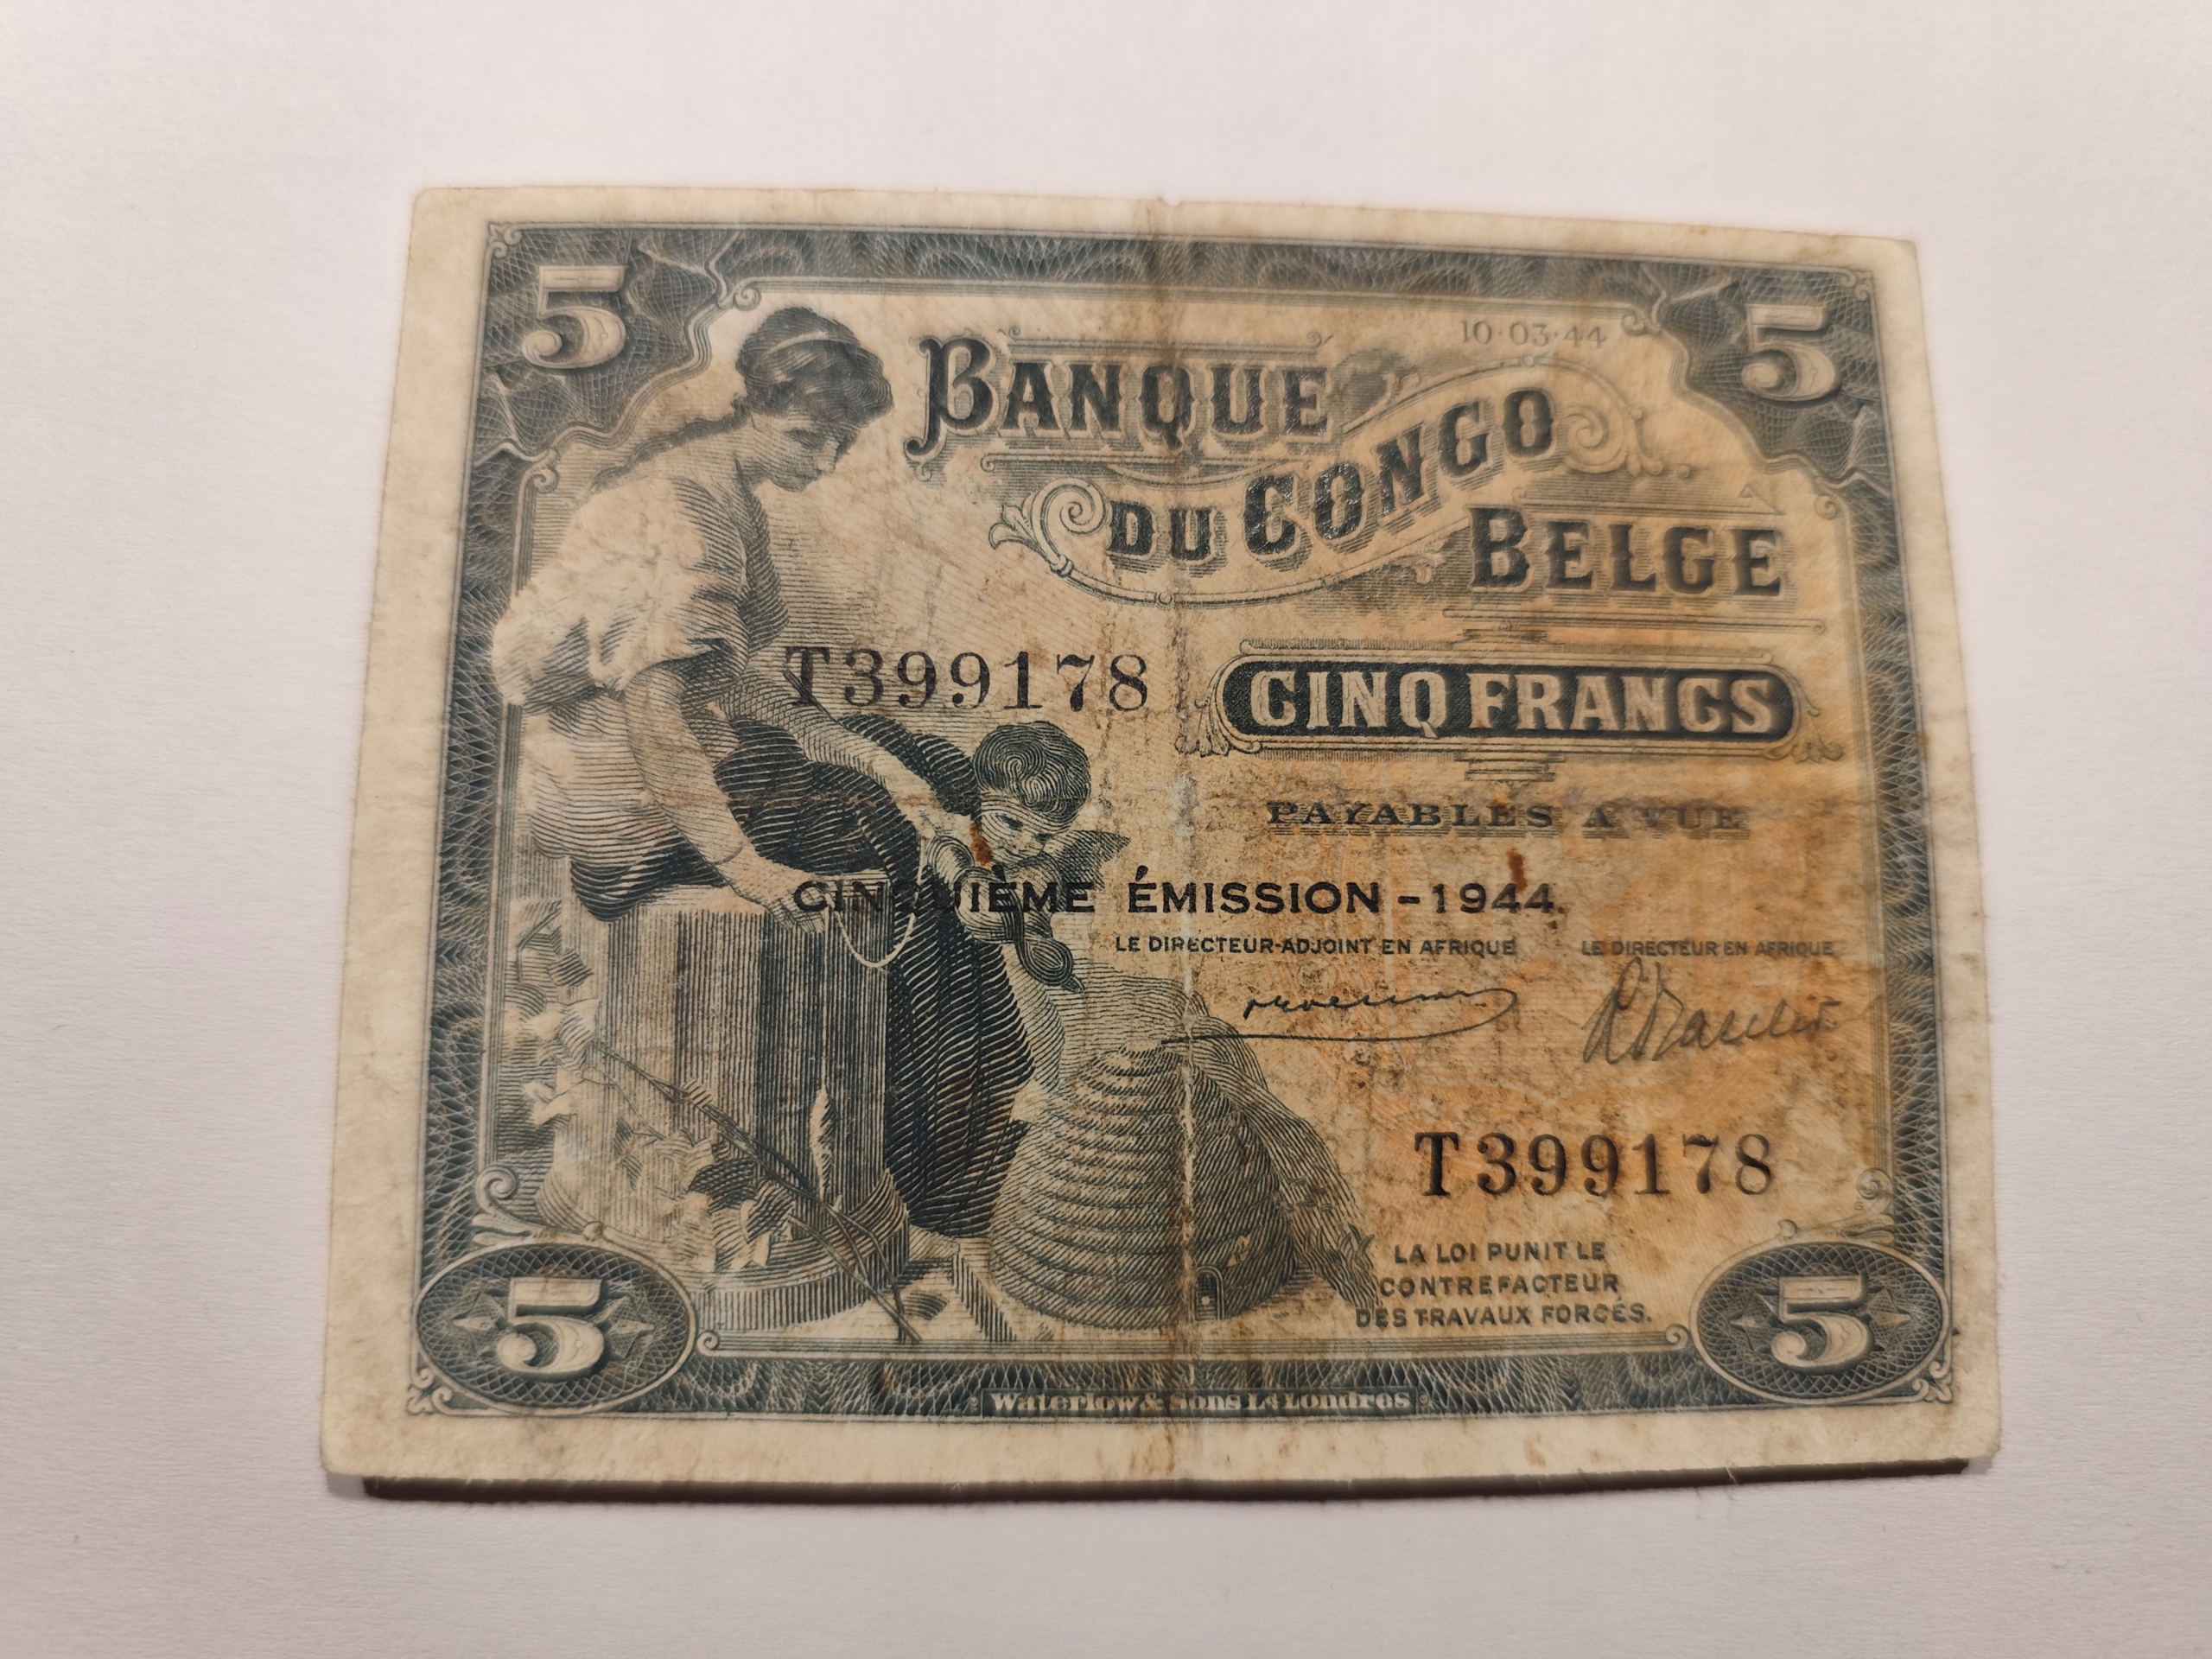 5
5
10·03·44
BANQUE
DU CONGO
BELGE
T399178
CINQ FRANCS
PAYABLES A VUE
CINQUIÈME ÉMISSION – 1944.
LE DIRECTEUR-ADJOINT EN AFRIQUE
LE DIRECTEUR EN AFRIQUE
T399178
LA LOI PUNIT LE
CONTREFACTEUR
DES TRAVAUX FORCÉS.
5
5
Waterlow & Sons Ld Londres